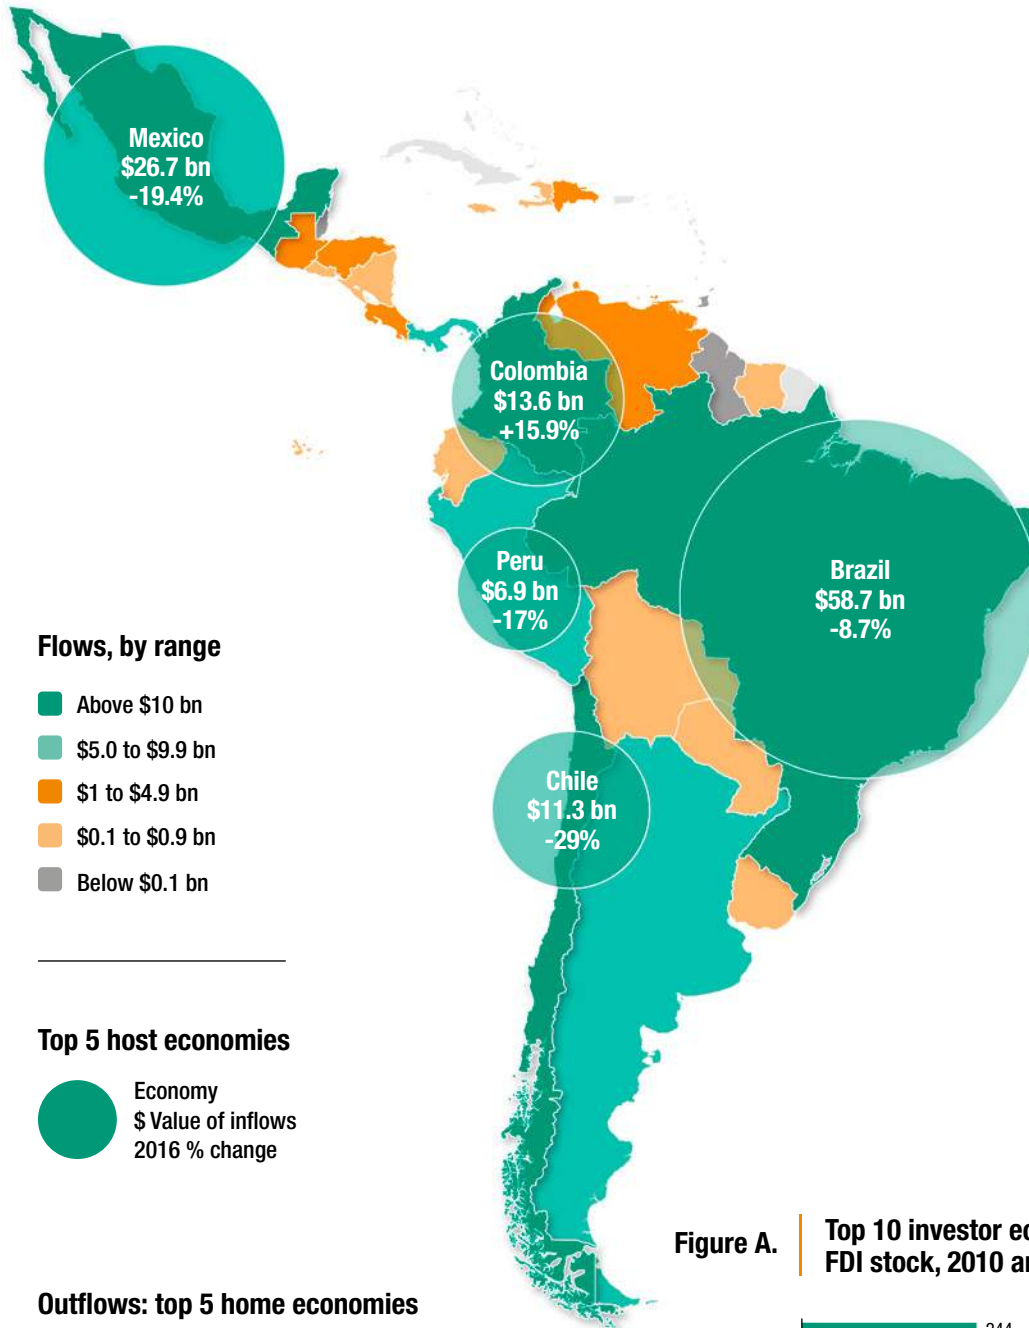 Mexico
$26.7 bn
-19.4%
Colombia
$13.6 bn
+15.9%
Peru
$6.9 bn
-17%
Brazil
$58.7 bn
-8.7%
Chile
$11.3 bn
-29%
Flows, by range
Above $10 bn
$5.0 to $9.9 bn
$1 to $4.9 bn
$0.1 to $0.9 bn
Below $0.1 bn
Top 5 host economies
Economy
$ Value of inflows
2016 % change
Figure A.
Top 10 investor
FDI stock, 2010
Outflows: top 5 home economies